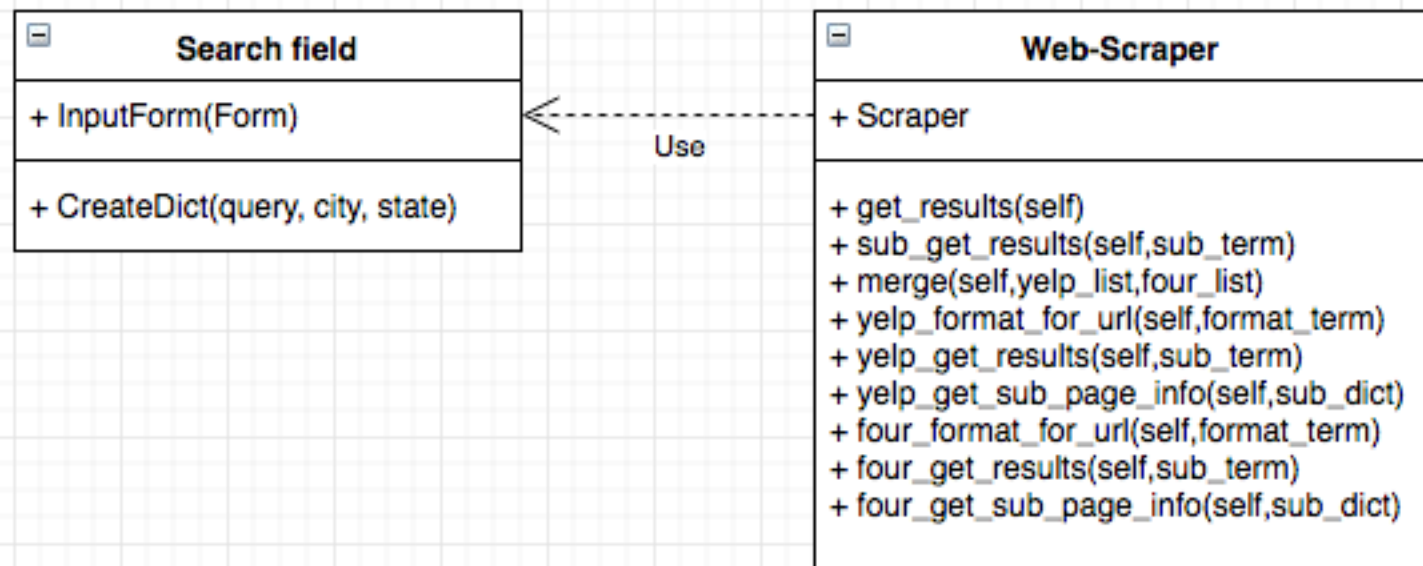 Search field
+ InputForm(Form)
+ CreateDict(query, city, state)
Use
Web-Scraper
+ Scraper
+ get_results(self)
+ sub_get_results(self,sub_term)
+ merge(self,yelp_list,four_list)
+ yelp_format_for_url(self,format_term)
+ yelp_get_results(self,sub_term)
+ yelp_get_sub_page_info(self,sub_dict)
+ four_format_for_url(self,format_term)
+ four_get_results(self,sub_term)
+ four_get_sub_page_info(self,sub_dict)